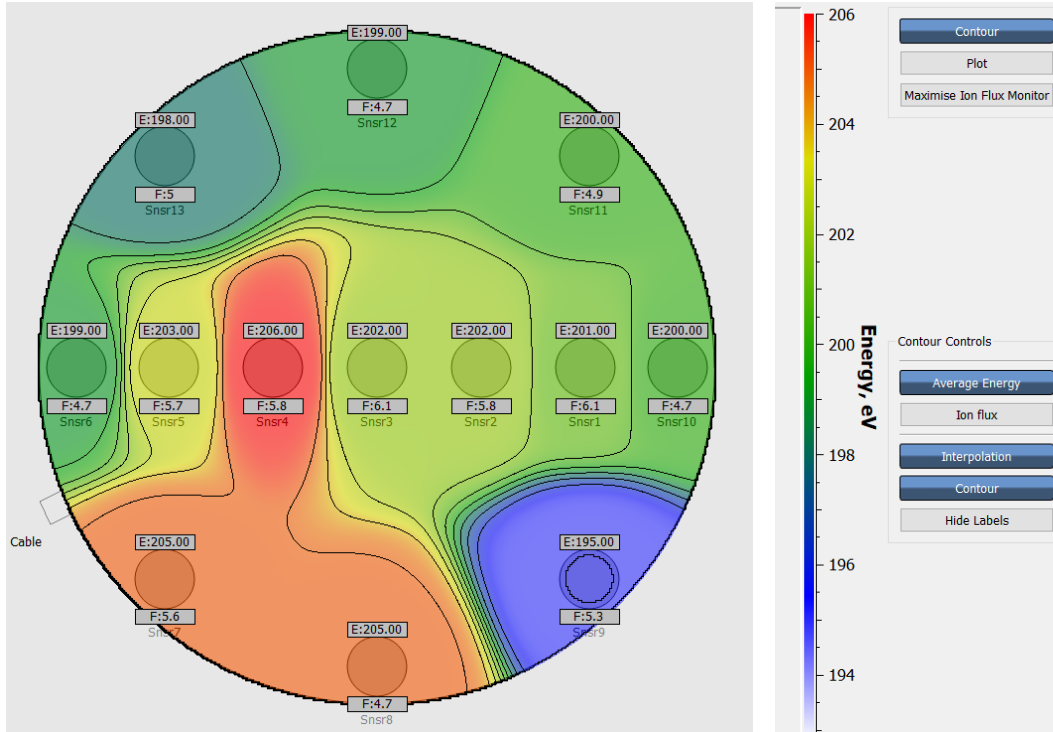 E:199.00
F:4.7
Snsr12
E:198.00
F:5
Snsr13
E:200.00
F:4.9
Snsr11
E:199.00
F:4.7
Snsr6
E:203.00
F:5.7
Snsr5
E:206.00
F:5.8
Snsr4
E:202.00
F:6.1
Snsr3
E:202.00
F:5.8
Snsr2
E:201.00
F:6.1
Snsr1
E:200.00
F:4.7
Snsr10
Cable
E:205.00
F:5.6
Snsr7
E:205.00
F:4.7
Snsr8
E:195.00
F:5.3
Snsr9
206
204
202
200
198
196
194
Energy, eV
Contour
Plot
Maximise Ion Flux Monitor
Contour Controls
Average Energy
Ion flux
Interpolation
Contour
Hide Labels